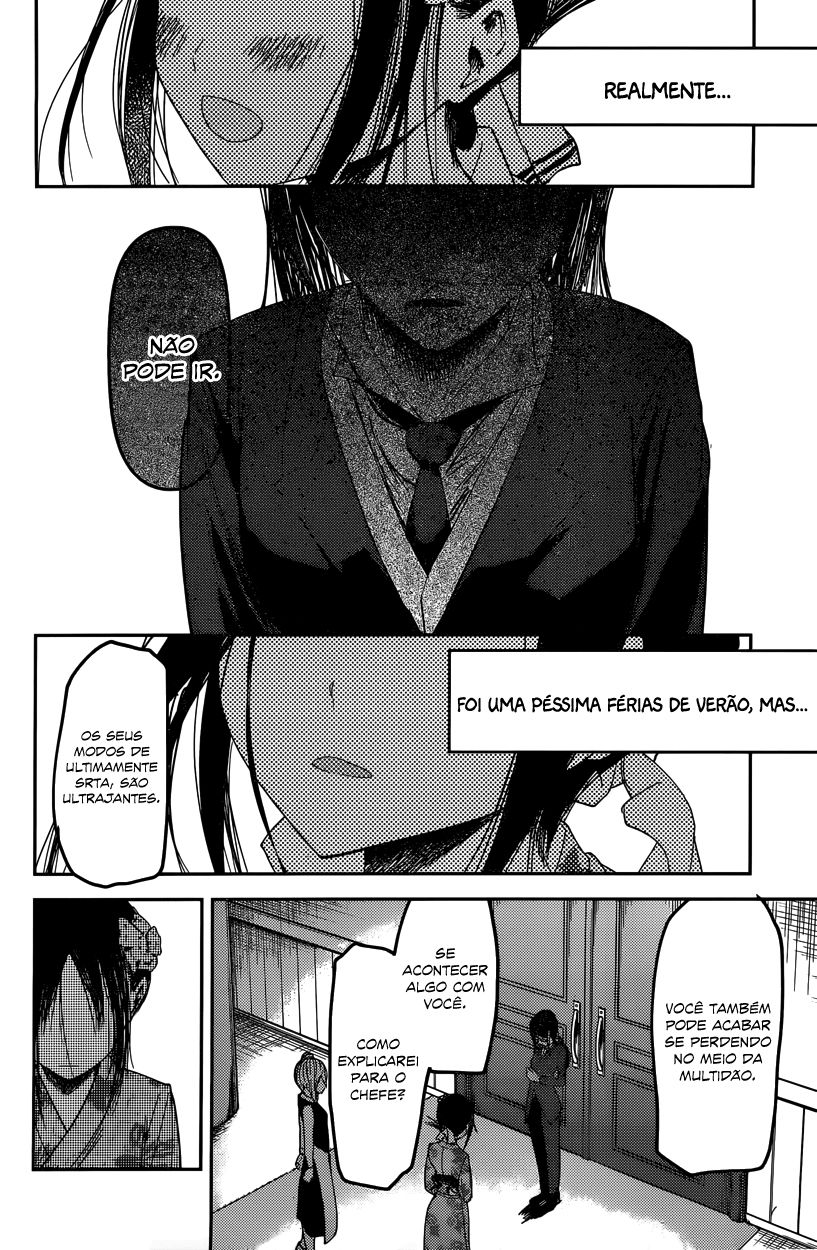 REALMENTE...
NÃO
PODE IR.
FOI UMA PÉSSIMA FÉRIAS DE VERÃO, MAS...
OS SEUS
MODOS DE
ULTIMAMENTE
SRTA, SÃO
ULTRAJANTES.
VOCÊ TAMBÉM
PODE ACABAR
SE PERDENDO
NO MEIO DA
MULTIDÃO.
SE
ACONTECER
ALGO COM
VOCÊ.
COMO
EXPLICAREI
PARA O
CHEFE?